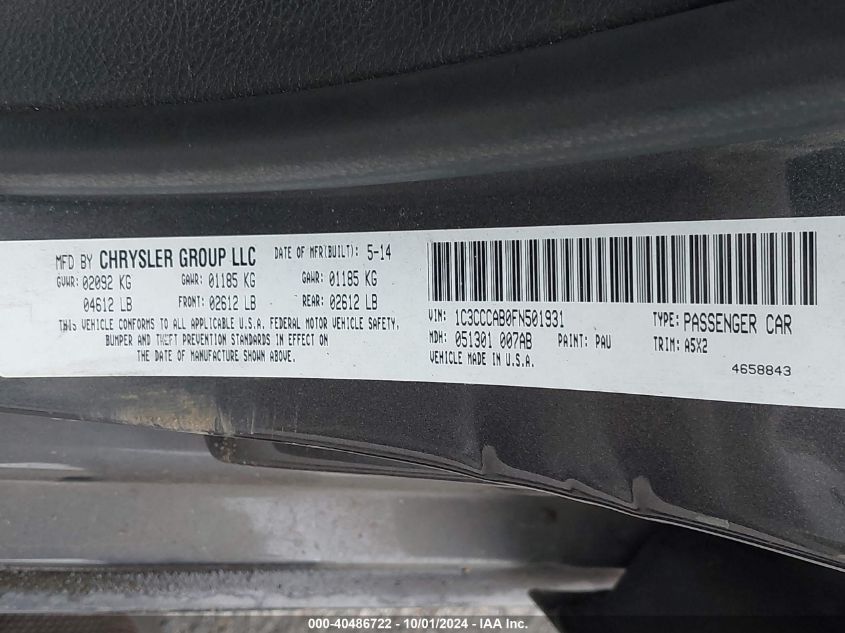 MFD BY CHRYSLER GROUP LLC DATE OF MFR(BUILT): 5-14
GVWR: 02092 KG GAWR: 01185 KG GAWR: 01185 KG
04612 LB FRONT: 02612 LB REAR: 02612 LB
THIS VEHICLE CONFORMS TO ALL APPLICABLE U.S.A. FEDERAL MOTOR VEHICLE SAFETY,
BUMPER AND THEFT PREVENTION STANDARDS IN EFFECT ON
THE DATE OF MANUFACTURE SHOWN ABOVE.
VIN: 1C3CCCAB0FN501931 TYPE: PASSENGER CAR
MDH: 051301 007AB PAINT: PAU TRIM: A5X2
VEHICLE MADE IN U.S.A.
4658843
000-40486722 - 10/01/2024 - IAA Inc.